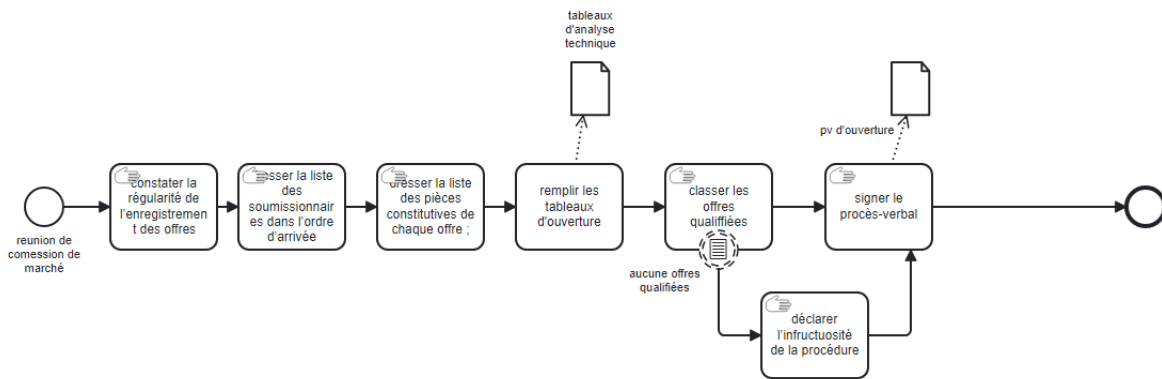 tableaux
d'analyse
technique
pv d'ouverture
constater la
régularité de
l'enregistremen
t des offres
esser la liste
des
soumissionnair
es dans l'ordre
d'arrivée
dresser la liste
des pièces
constitutives de
chaque offre ;
remplir les
tableaux
d'ouverture
classer les
offres
qualiffiées
signer le
procès-verbal
reunion de
comession de
marché
aucune offres
qualifiées
déclarer
l'infructuosité
de la procédure